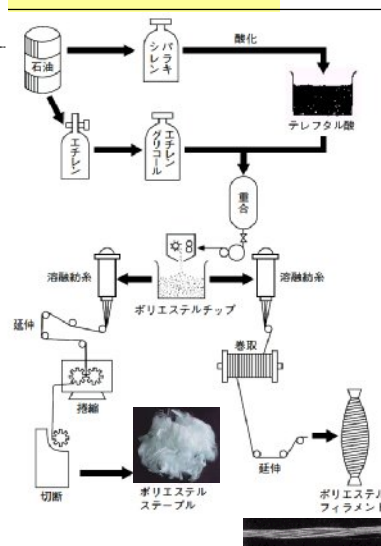 石油
パラキシレン
酸化
テレフタル酸
エチレン
エチレングリコール
重合
溶融紡糸
ポリエステルチップ
溶融紡糸
延伸
巻取
捲縮
切断
ポリエステル
ステープル
延伸
ポリエステル
フィラメント